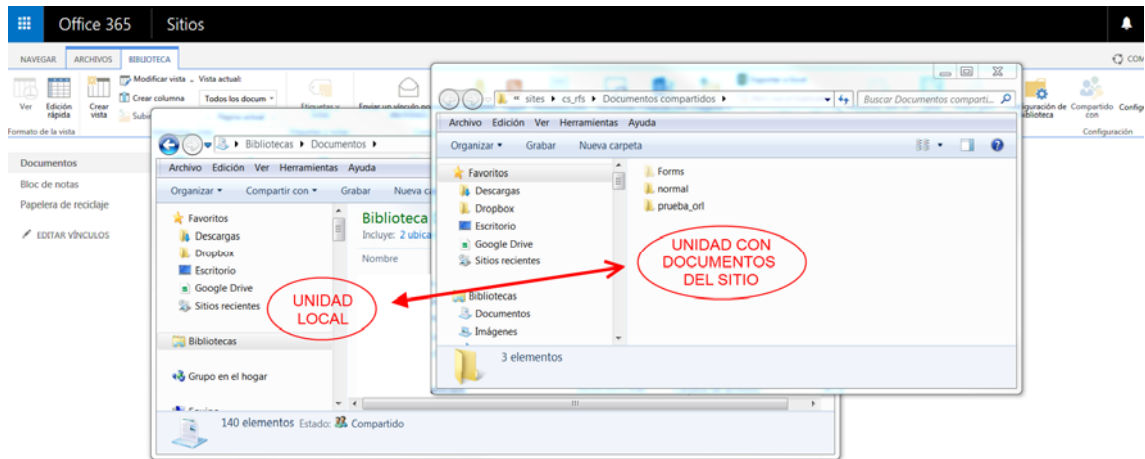 Office 365 Sitios
NAVEGAR ARCHIVOS BIBLIOTECA
COM
Ver Edición rápida Crear vista
Modificar vista
Crear columna
Subir
Vista actual:
Todos los docum
Compartido con
Formato de la vista
Configuración
Documentos
Bloc de notas
Papelera de reciclaje
EDITAR VÍNCULOS
Bibliotecas Documentos
Archivo Edición Ver Herramientas Ayuda
Organizar Compartir con Grabar
Favoritos
Descargas
Dropbox
Escritorio
Google Drive
Sitios recientes
Bibliotecas
Grupo en el hogar
Biblioteca
Incluye: 2 ubica
Nombre
140 elementos Estado: Compartido
UNIDAD
LOCAL
« sites cs_rfs Documentos compartidos
Buscar Documentos comparti...
Archivo Edición Ver Herramientas Ayuda
Organizar Grabar Nueva carpeta
Favoritos
Descargas
Dropbox
Escritorio
Google Drive
Sitios recientes
Bibliotecas
Documentos
Imágenes
Forms
normal
prueba_orl
3 elementos
UNIDAD CON
DOCUMENTOS
DEL SITIO